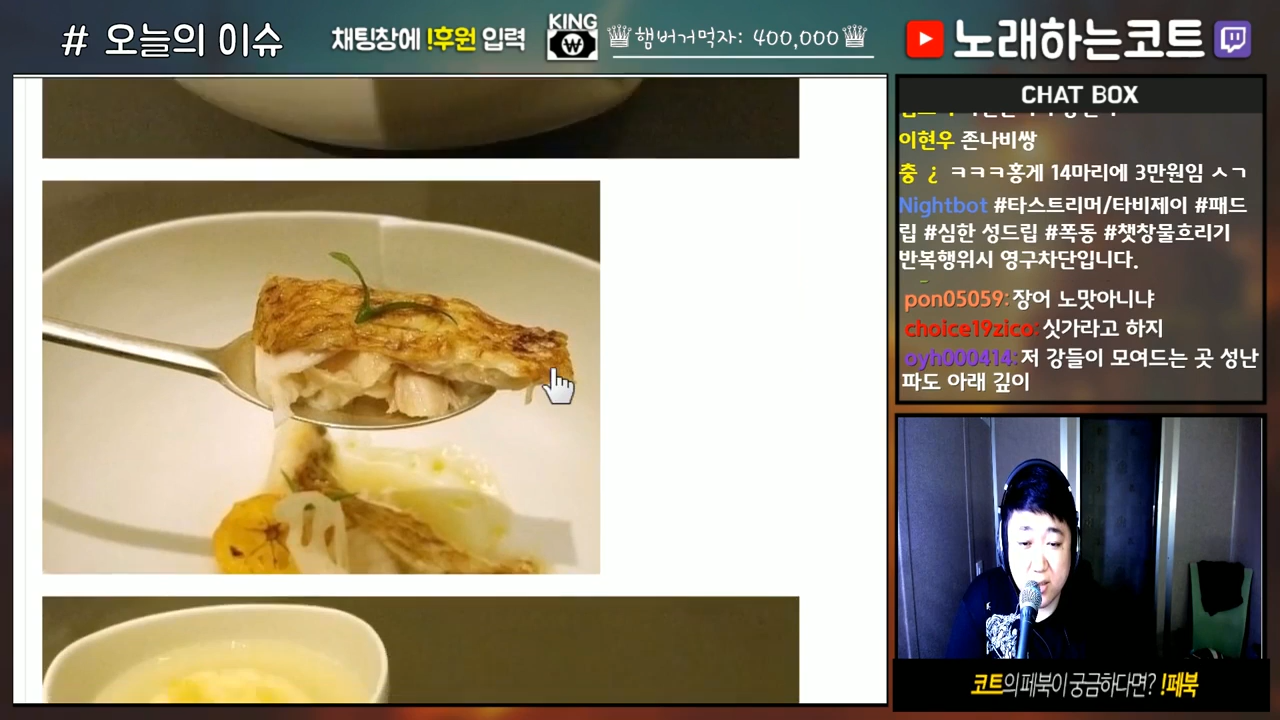 # 오늘의 이슈
채팅창에 !후원 입력
KING
₩
♛햄버거먹자: 400,000♛
노래하는코트
CHAT BOX
이현우 존나비쌍
충 ¿ ㅋㅋㅋ홍게 14마리에 3만원임 ㅅㄱ
Nightbot #타스트리머/타비제이 #패드
립 #심한 성드립 #폭동 #챗창물흐리기
반복행위시 영구차단입니다.
pon05059: 장어 노맛아니냐
choice19zico: 싯가라고 하지
oyh000414: 저 강들이 모여드는 곳 성난
파도 아래 깊이
코트의 페북이 궁금하다면? !페북